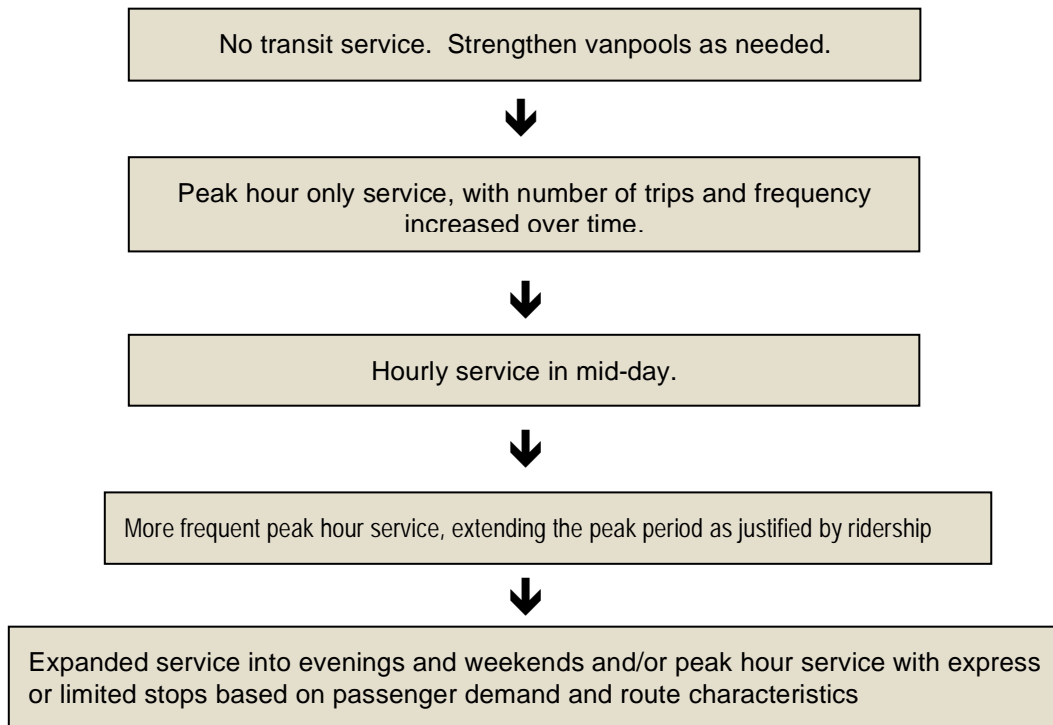 No transit service.  Strengthen vanpools as needed.
Peak hour only service, with number of trips and frequency
increased over time.
Hourly service in mid-day.
More frequent peak hour service, extending the peak period as justified by ridership
Expanded service into evenings and weekends and/or peak hour service with express
or limited stops based on passenger demand and route characteristics